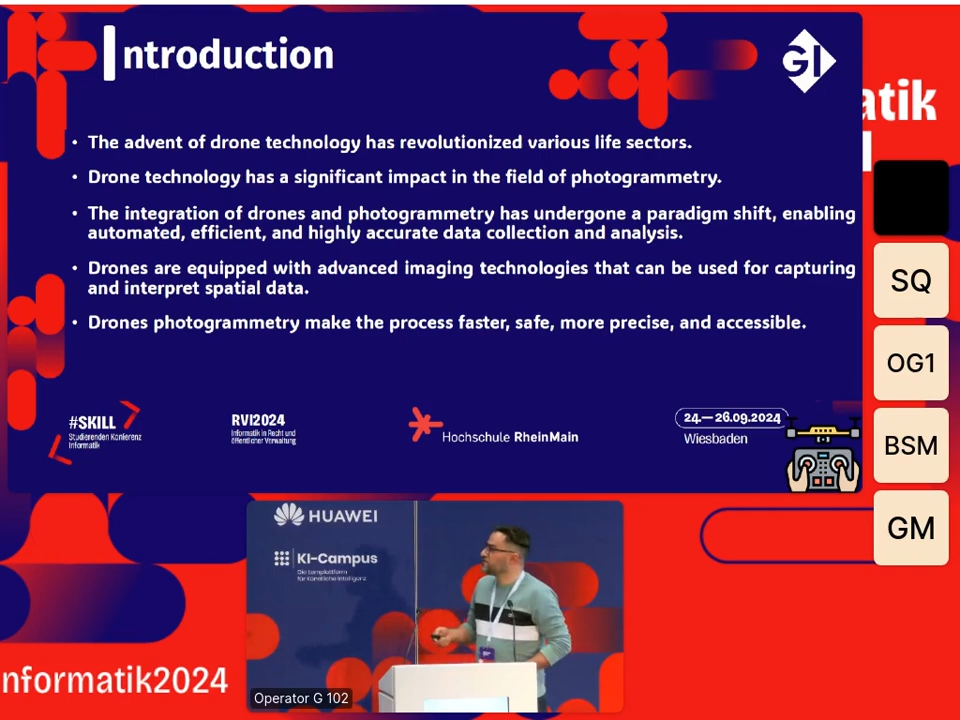 Introduction
GI
atik
• The advent of drone technology has revolutionized various life sectors.
• Drone technology has a significant impact in the field of photogrammetry.
• The integration of drones and photogrammetry has undergone a paradigm shift, enabling
automated, efficient, and highly accurate data collection and analysis.
• Drones are equipped with advanced imaging technologies that can be used for capturing
and interpret spatial data.
• Drones photogrammetry make the process faster, safe, more precise, and accessible.
SQ
OG1
BSM
GM
#SKILL
Studierenden Konferenz
Informatik
RVI2024
Informatik in Recht und
öffentlicher Verwaltung
Hochschule RheinMain
24.—26.09.2024
Wiesbaden
HUAWEI
KI-Campus
Die Lernplattform
für Künstliche Intelligenz
Operator G 102
nformatik2024